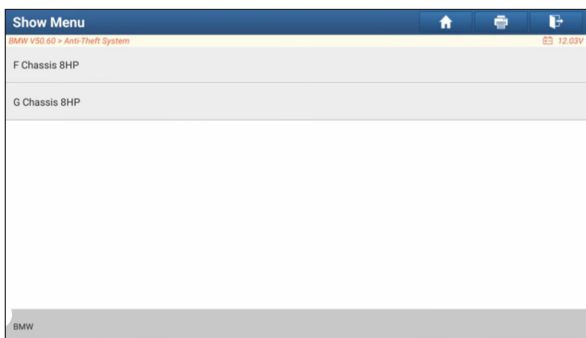 Show Menu
BMW V50.60 > Anti-Theft System
12.03V
F Chassis 8HP
G Chassis 8HP
BMW